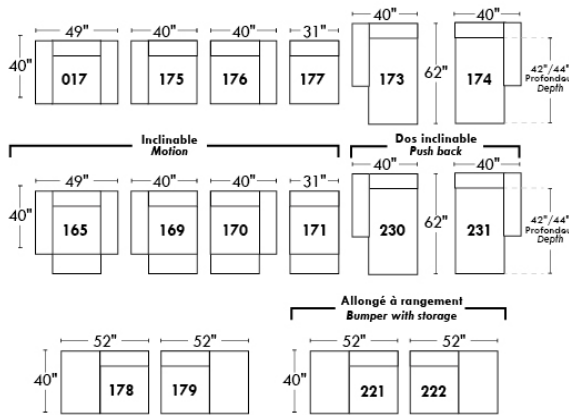 49" 40" 40" 31" 40" 40"
40" 017 175 176 177 173 62" 174 42"/44"
Profondeur
Depth
Inclinable
Motion
Dos inclinable
Push back
49" 40" 40" 31" 40" 40"
40" 165 169 170 171 230 62" 231 42"/44"
Profondeur
Depth
Allongé à rangement
Bumper with storage
52" 52" 52" 52"
40" 178 179 40" 221 222